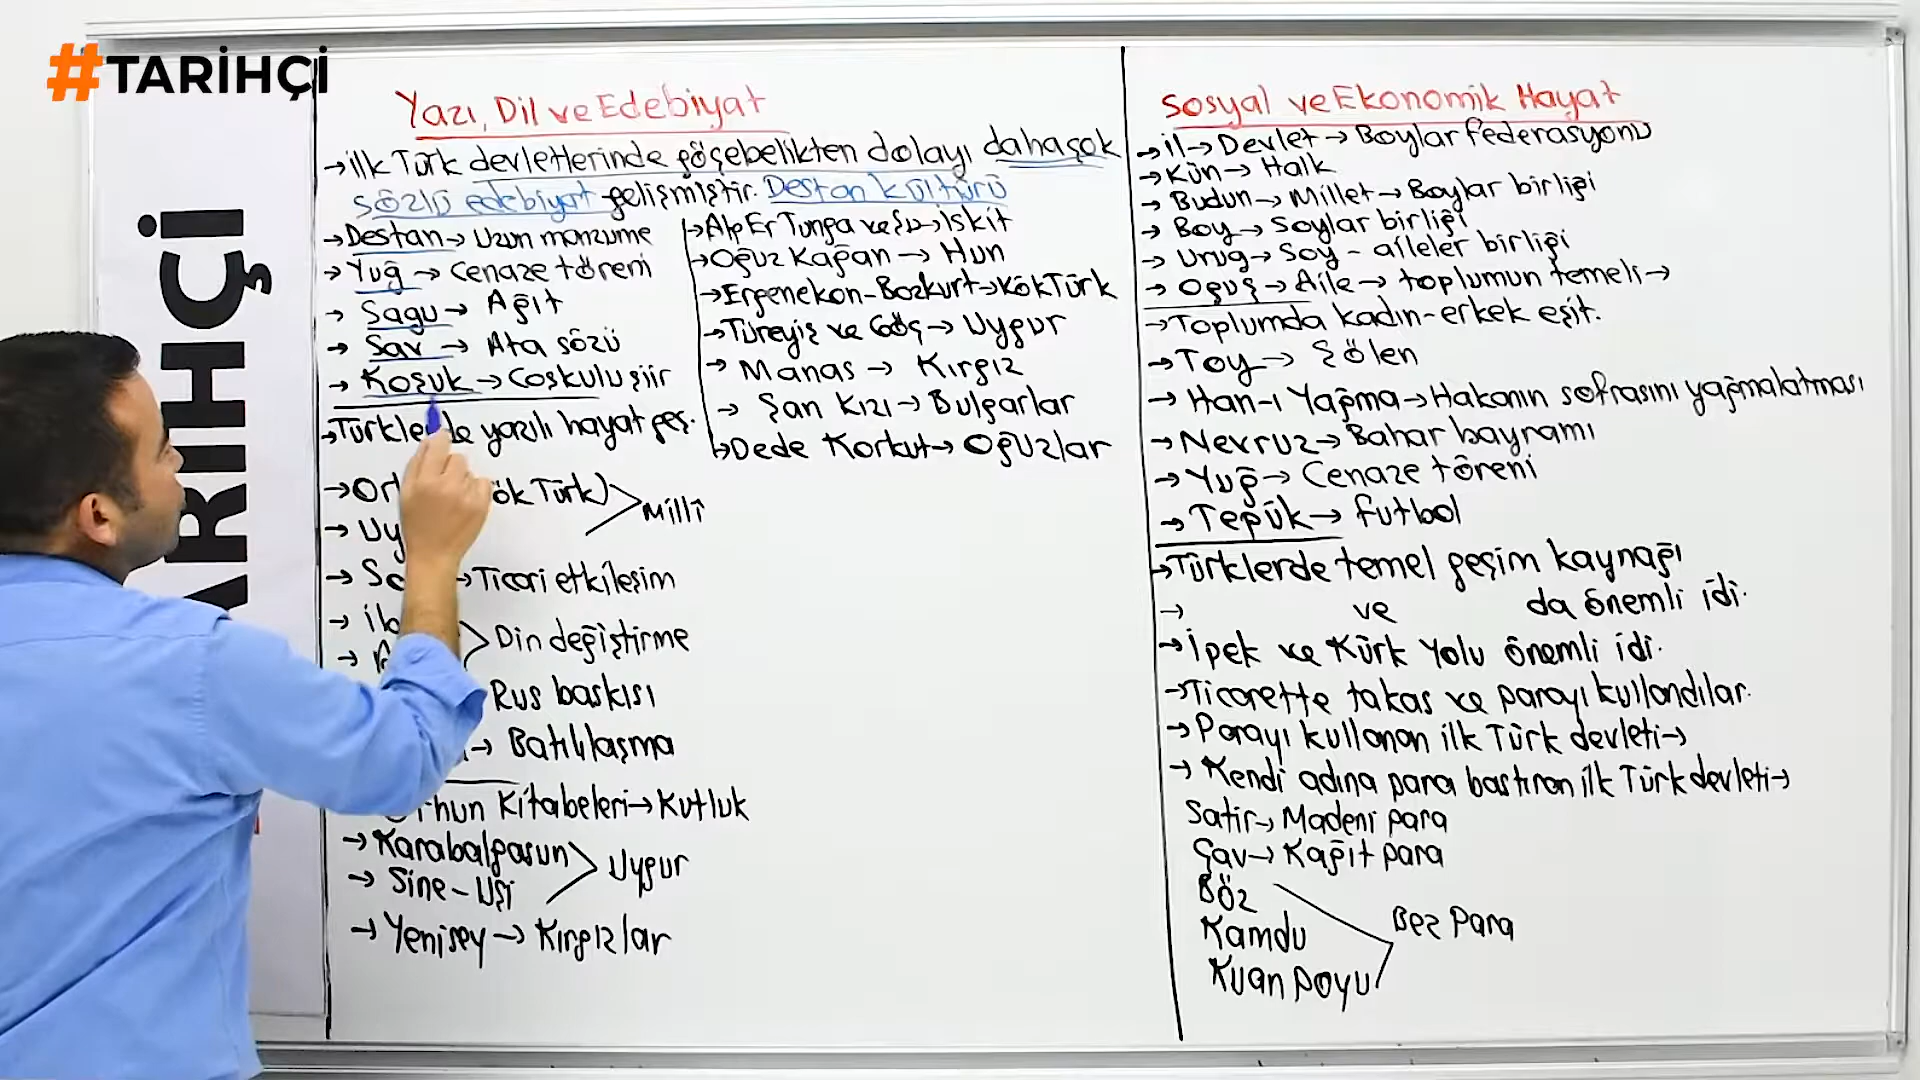 #TARİHÇİ
TARİHÇİ
Yazı, Dil ve Edebiyat
→ilk Türk devletlerinde göçebelikten dolayı daha çok
sözlü edebiyat gelişmiştir. Destan kültürü
→Destan→ Uzun manzume
→Yuğ → Cenaze töreni
→ Sagu→ Ağıt
→ Sav → Ata sözü
→ Koşuk→Coşkulu şiir
→Alp Er Tunga ve Şu→İskit
→Oğuz Kağan → Hun
→Ergenekon-Bozkurt→KökTürk
→Türeyiş ve Göç→ Uygur
→ Manas → Kırgız
→ Şan Kızı→ Bulgarlar
→Dede Korkut→ Oğuzlar
→Türklerde yazılı hayat geç.
ök Türk)
Milli
→ Uy
→Ticari etkileşim
Din değiştirme
Rus baskısı
→ Batılılaşma
rhun Kitabeleri→ Kutluk
→ Karabalgasun
→ Sine-Uşi
Uygur
→ Yenisey → Kırgızlar
Sosyal ve Ekonomik Hayat
→il→ Devlet→ Boylar federasyonu
→Kün→ Halk
→ Budun→ Millet→ Boylar birliği
→ Boy→ Soylar birliği
→ Urug→ Soy - aileler birliği
→ Oguş→ Aile→ toplumun temeli→
→Toplumda kadın-erkek eşit.
→Toy→ Şölen
→ Han-ı Yağma→Hakanın sofrasını yağmalatması
→Nevruz→ Bahar bayramı
→ Yuğ→ Cenaze töreni
→ Tepük→ futbol
→Türklerde temel geçim kaynağı
→ ve da önemli idi.
→İpek ve Kürk Yolu önemli idi.
→Ticarette takas ve parayı kullandılar.
→ Parayı kullanan ilk Türk devleti→
→ Kendi adına para bastıran ilk Türk devleti→
Satir→ Madeni para
Çav→ Kağıt para
Böz
Kamdu
Kuan poyu
Bez Para